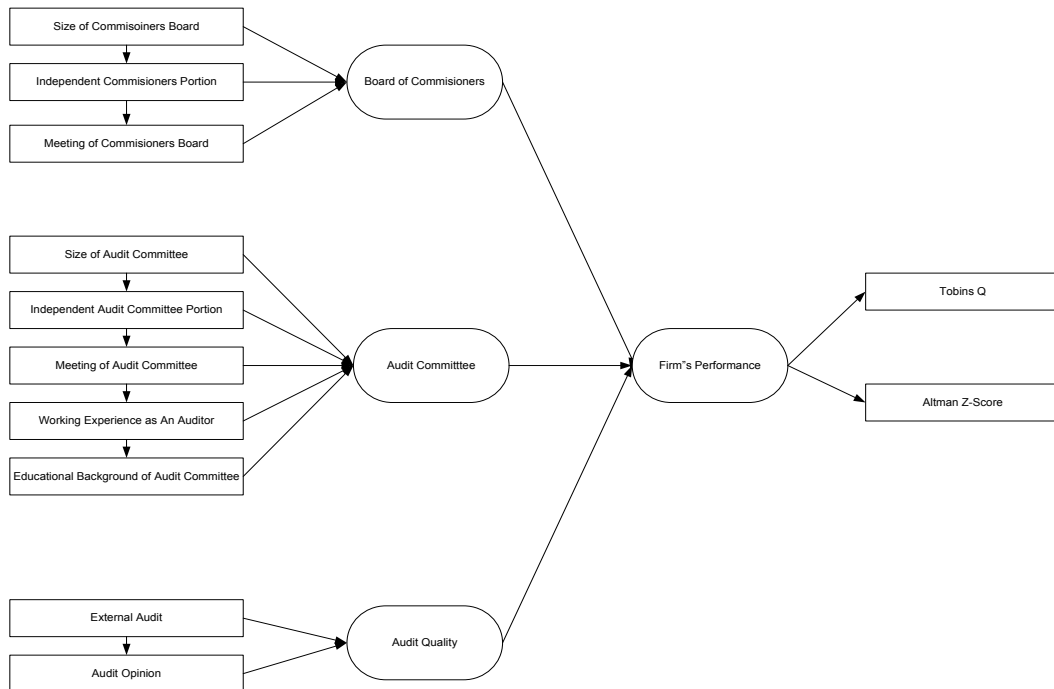 Size of Commisoiners Board
Independent Commisioners Portion
Meeting of Commisioners Board
Board of Commisioners
Size of Audit Committee
Independent Audit Committee Portion
Meeting of Audit Committee
Working Experience as An Auditor
Educational Background of Audit Committee
Audit Committtee
External Audit
Audit Opinion
Audit Quality
Firm"s Performance
Tobins Q
Altman Z-Score